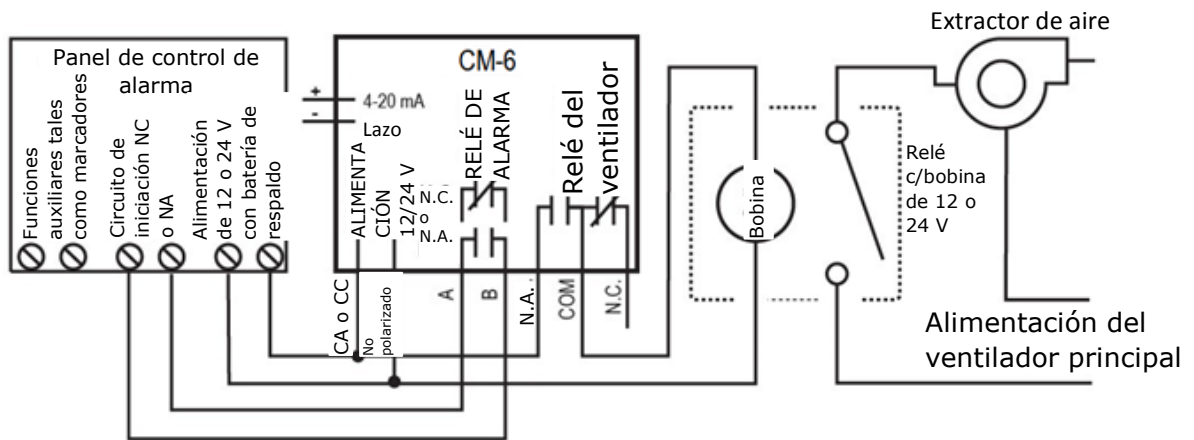 Panel de control de
alarma
Funciones
auxiliares tales
como marcadores
Circuito de
iniciación NC
o NA
Alimentación
de 12 o 24 V
con batería de
respaldo
CM-6
+
-
4-20 mA
Lazo
ALIMENTA
CIÓN
12/24 V
N.C.
o
N.A.
RELÉ DE
ALARMA
Relé del
ventilador
CA o CC
No
polarizado
A
B
N.A.
COM
N.C.
Bobina
Relé
c/bobina
de 12 o
24 V
Extractor de aire
Alimentación del
ventilador principal